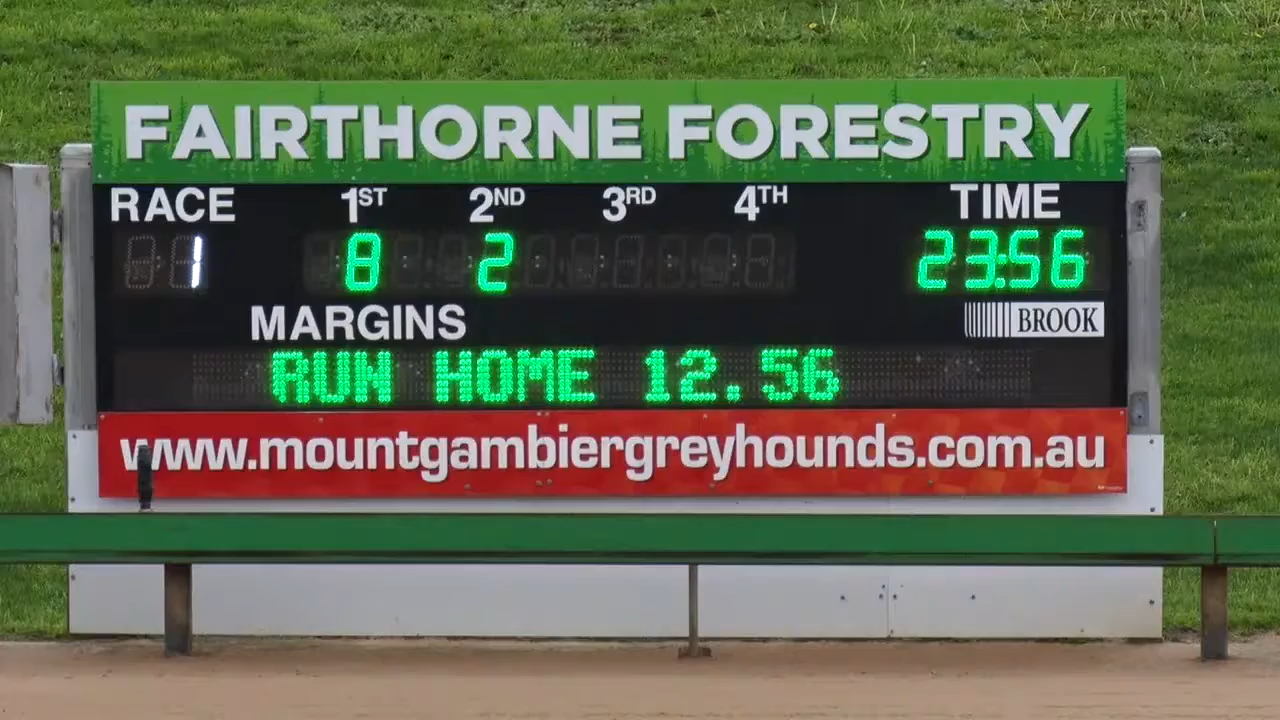 FAIRTHORNE FORESTRY
RACE 1ST 2ND 3RD 4TH TIME
1 8 2 23:56
MARGINS
BROOK
RUN HOME 12.56
www.mountgambiergreyhounds.com.au